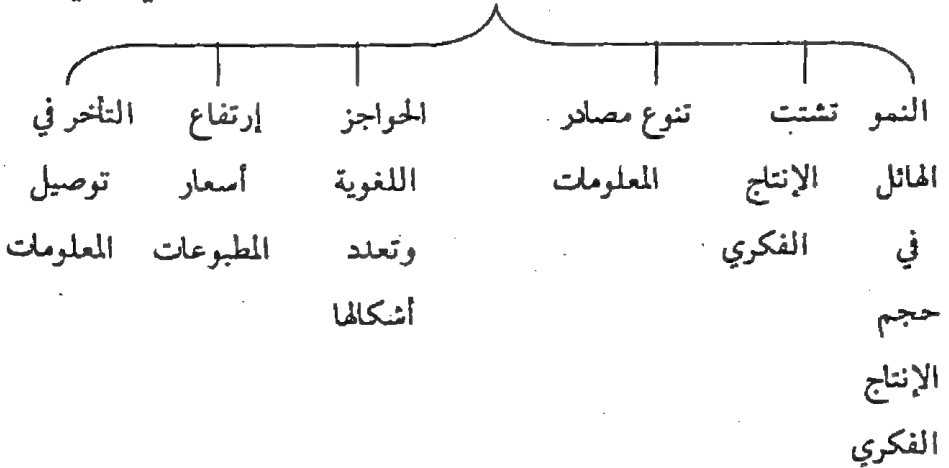 النمو تشتت تنوع مصادر الحواجز إرتفاع التأخر في
الهائل الإنتاج المعلومات اللغوية أسعار توصيل
في الفكري وتعدد المطبوعات المعلومات
حجم أشكالها
الإنتاج
الفكري